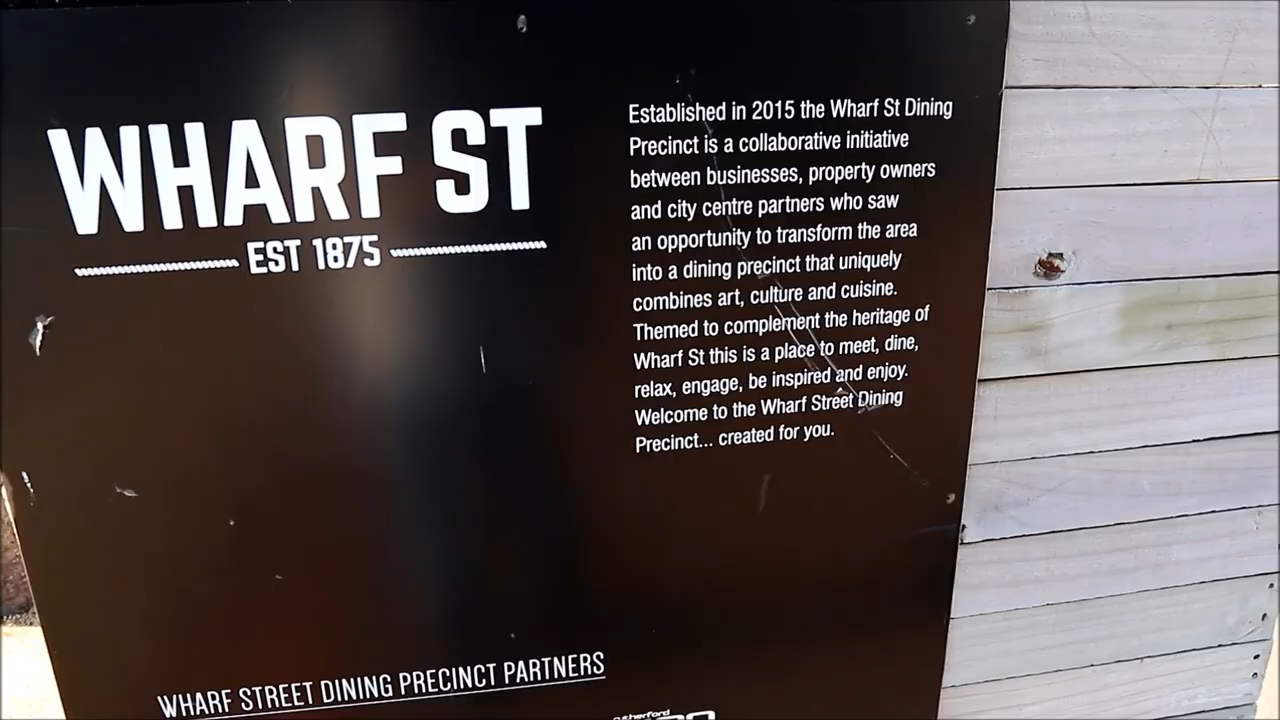 WHARF ST
EST 1875
Established in 2015 the Wharf St Dining
Precinct is a collaborative initiative
between businesses, property owners
and city centre partners who saw
an opportunity to transform the area
into a dining precinct that uniquely
combines art, culture and cuisine.
Themed to complement the heritage of
Wharf St this is a place to meet, dine,
relax, engage, be inspired and enjoy.
Welcome to the Wharf Street Dining
Precinct... created for you.
WHARF STREET DINING PRECINCT PARTNERS